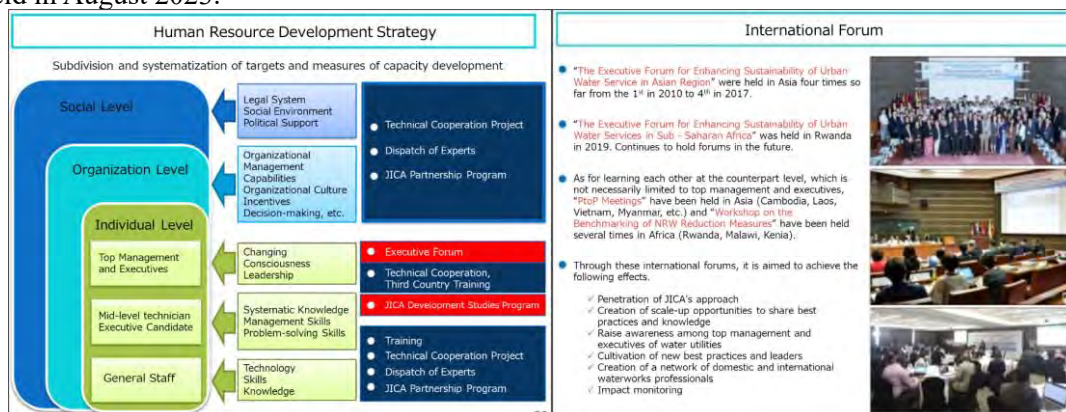 eld in August 2023.
Human Resource Development Strategy
Subdivision and systematization of targets and measures of capacity development
Social Level
Organization Level
Individual Level
Top Management
and Executives
Mid-level technician
Executive Candidate
General Staff
Legal System
Social Environment
Political Support
Organizational
Management
Capabilities
Organizational Culture
Incentives
Decision-making, etc.
Changing
Consciousness
Leadership
Systematic Knowledge
Management Skills
Problem-solving Skills
Technology
Skills
Knowledge
Technical Cooperation Project
Dispatch of Experts
JICA Partnership Program
Executive Forum
Technical Cooperation,
Third Country Training
JICA Development Studies Program
Training
Technical Cooperation Project
Dispatch of Experts
JICA Partnership Program
International Forum
"The Executive Forum for Enhancing Sustainability of Urban
Water Service in Asian Region" were held in Asia four times so
far from the 1st in 2010 to 4th in 2017.
"The Executive Forum for Enhancing Sustainability of Urban
Water Services in Sub - Saharan Africa" was held in Rwanda
in 2019. Continues to hold forums in the future.
As for learning each other at the counterpart level, which is
not necessarily limited to top management and executives,
"PtoP Meetings" have been held in Asia (Cambodia, Laos,
Vietnam, Myanmar, etc.) and "Workshop on the
Benchmarking of NRW Reduction Measures" have been held
several times in Africa (Rwanda, Malawi, Kenia).
Through these international forums, it is aimed to achieve the
following effects.
✓ Penetration of JICA's approach
✓ Creation of scale-up opportunities to share best
practices and knowledge
✓ Raise awareness among top management and
executives of water utilities
✓ Cultivation of new best practices and leaders
✓ Creation of a network of domestic and international
waterworks professionals
✓ Impact monitoring